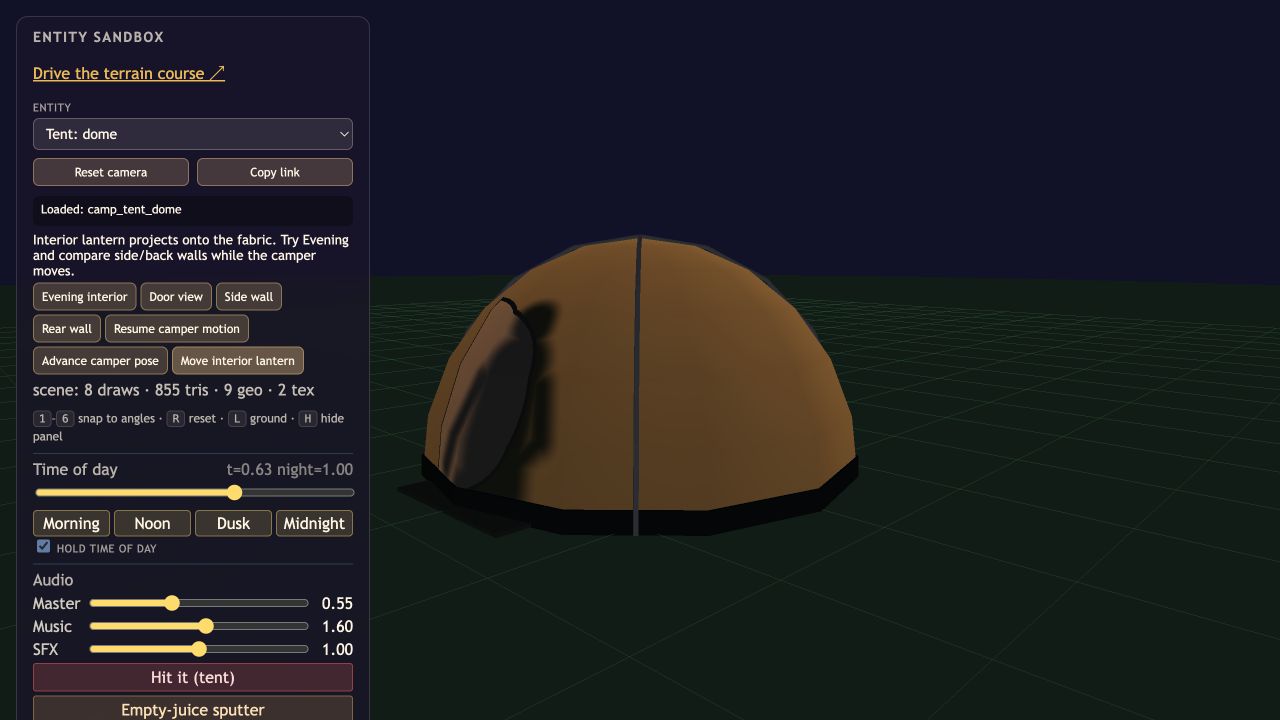 ENTITY SANDBOX
Drive the terrain course ↗
ENTITY
Tent: dome
Reset camera Copy link
Loaded: camp_tent_dome
Interior lantern projects onto the fabric. Try Evening
and compare side/back walls while the camper
moves.
Evening interior Door view Side wall
Rear wall Resume camper motion
Advance camper pose Move interior lantern
scene: 8 draws · 855 tris · 9 geo · 2 tex
1-6 snap to angles · R reset · L ground · H hide
panel
Time of day t=0.63 night=1.00
Morning Noon Dusk Midnight
HOLD TIME OF DAY
Audio
Master 0.55
Music 1.60
SFX 1.00
Hit it (tent)
Empty-juice sputter